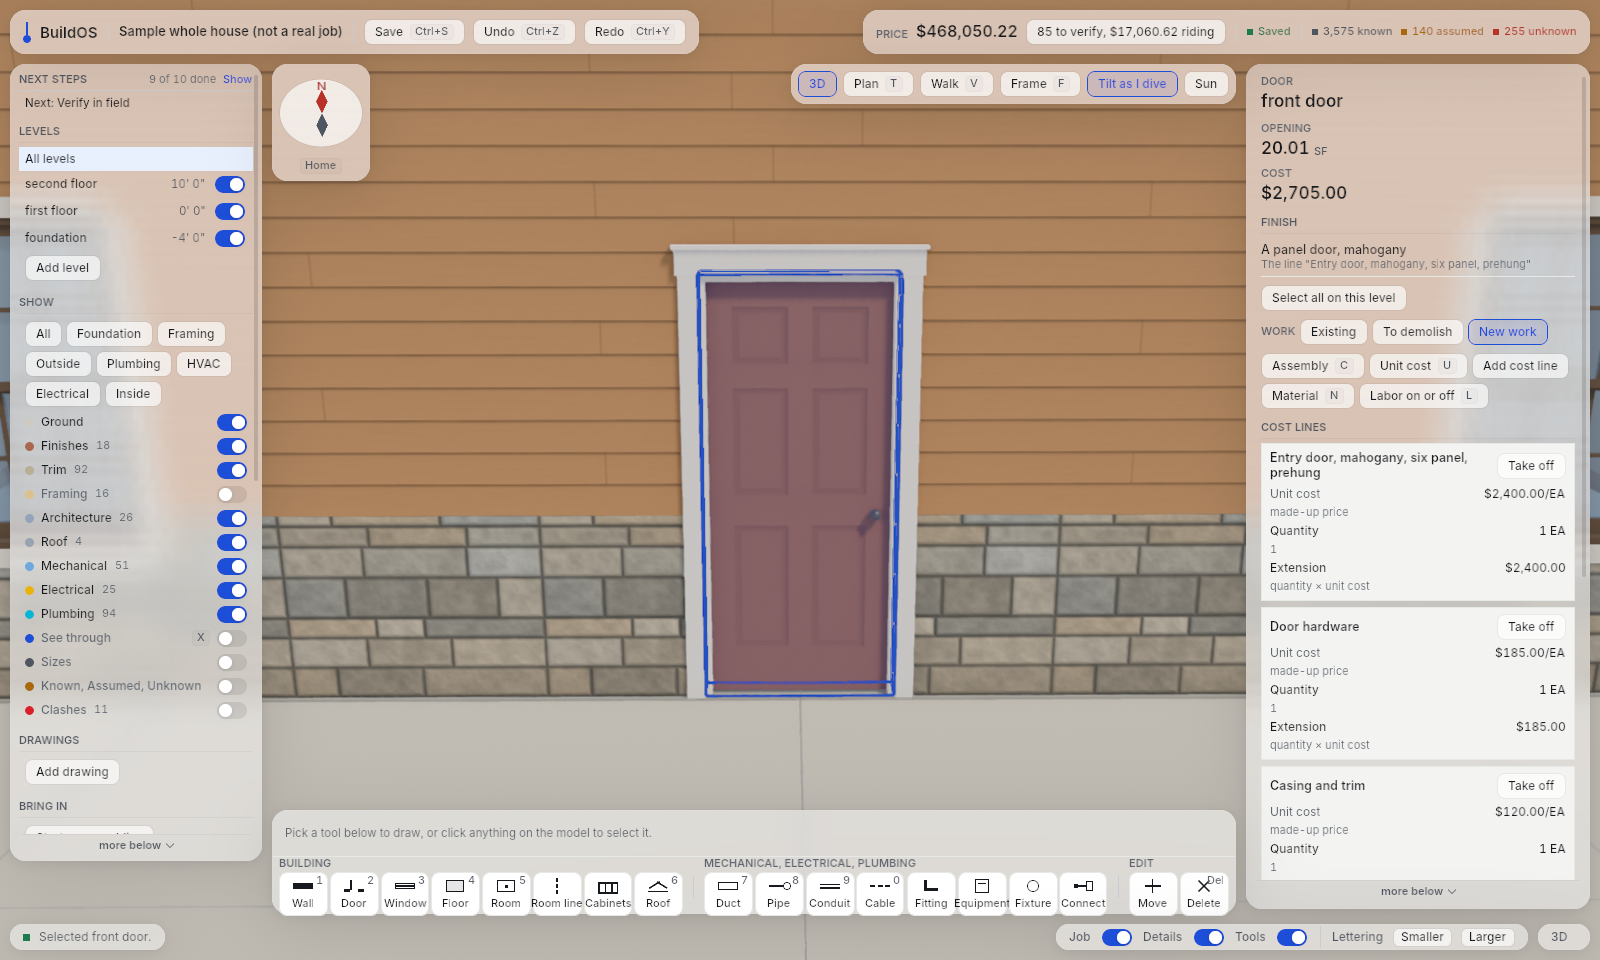 BuildOS
Sample whole house (not a real job)
Save Ctrl+S
Undo Ctrl+Z
Redo Ctrl+Y
PRICE $468,050.22
85 to verify, $17,060.62 riding
Saved
3,575 known
140 assumed
255 unknown
NEXT STEPS 9 of 10 done Show
Next: Verify in field
LEVELS
All levels
second floor 10' 0"
first floor 0' 0"
foundation -4' 0"
Add level
SHOW
All Foundation Framing
Outside Plumbing HVAC
Electrical Inside
Ground
Finishes 18
Trim 92
Framing 16
Architecture 26
Roof 4
Mechanical 51
Electrical 25
Plumbing 94
See through X
Sizes
Known, Assumed, Unknown
Clashes 11
DRAWINGS
Add drawing
BRING IN
more below
N
Home
3D
Plan T
Walk V
Frame F
Tilt as I dive
Sun
DOOR
front door
OPENING
20.01 SF
COST
$2,705.00
FINISH
A panel door, mahogany
The line "Entry door, mahogany, six panel, prehung"
Select all on this level
WORK Existing To demolish New work
Assembly C Unit cost U Add cost line
Material N Labor on or off L
COST LINES
Entry door, mahogany, six panel, prehung Take off
Unit cost $2,400.00/EA
made-up price
Quantity 1 EA
1
Extension $2,400.00
quantity × unit cost
Door hardware Take off
Unit cost $185.00/EA
made-up price
Quantity 1 EA
1
Extension $185.00
quantity × unit cost
Casing and trim Take off
Unit cost $120.00/EA
made-up price
Quantity 1 EA
1
more below
Pick a tool below to draw, or click anything on the model to select it.
BUILDING
Wall 1
Door 2
Window 3
Floor 4
Room 5
Room line
Cabinets
Roof 6
MECHANICAL, ELECTRICAL, PLUMBING
Duct 7
Pipe 8
Conduit 9
Cable 0
Fitting
Equipment
Fixture
Connect
EDIT
Move
Delete Del
Selected front door.
Job Details Tools Lettering Smaller Larger
3D